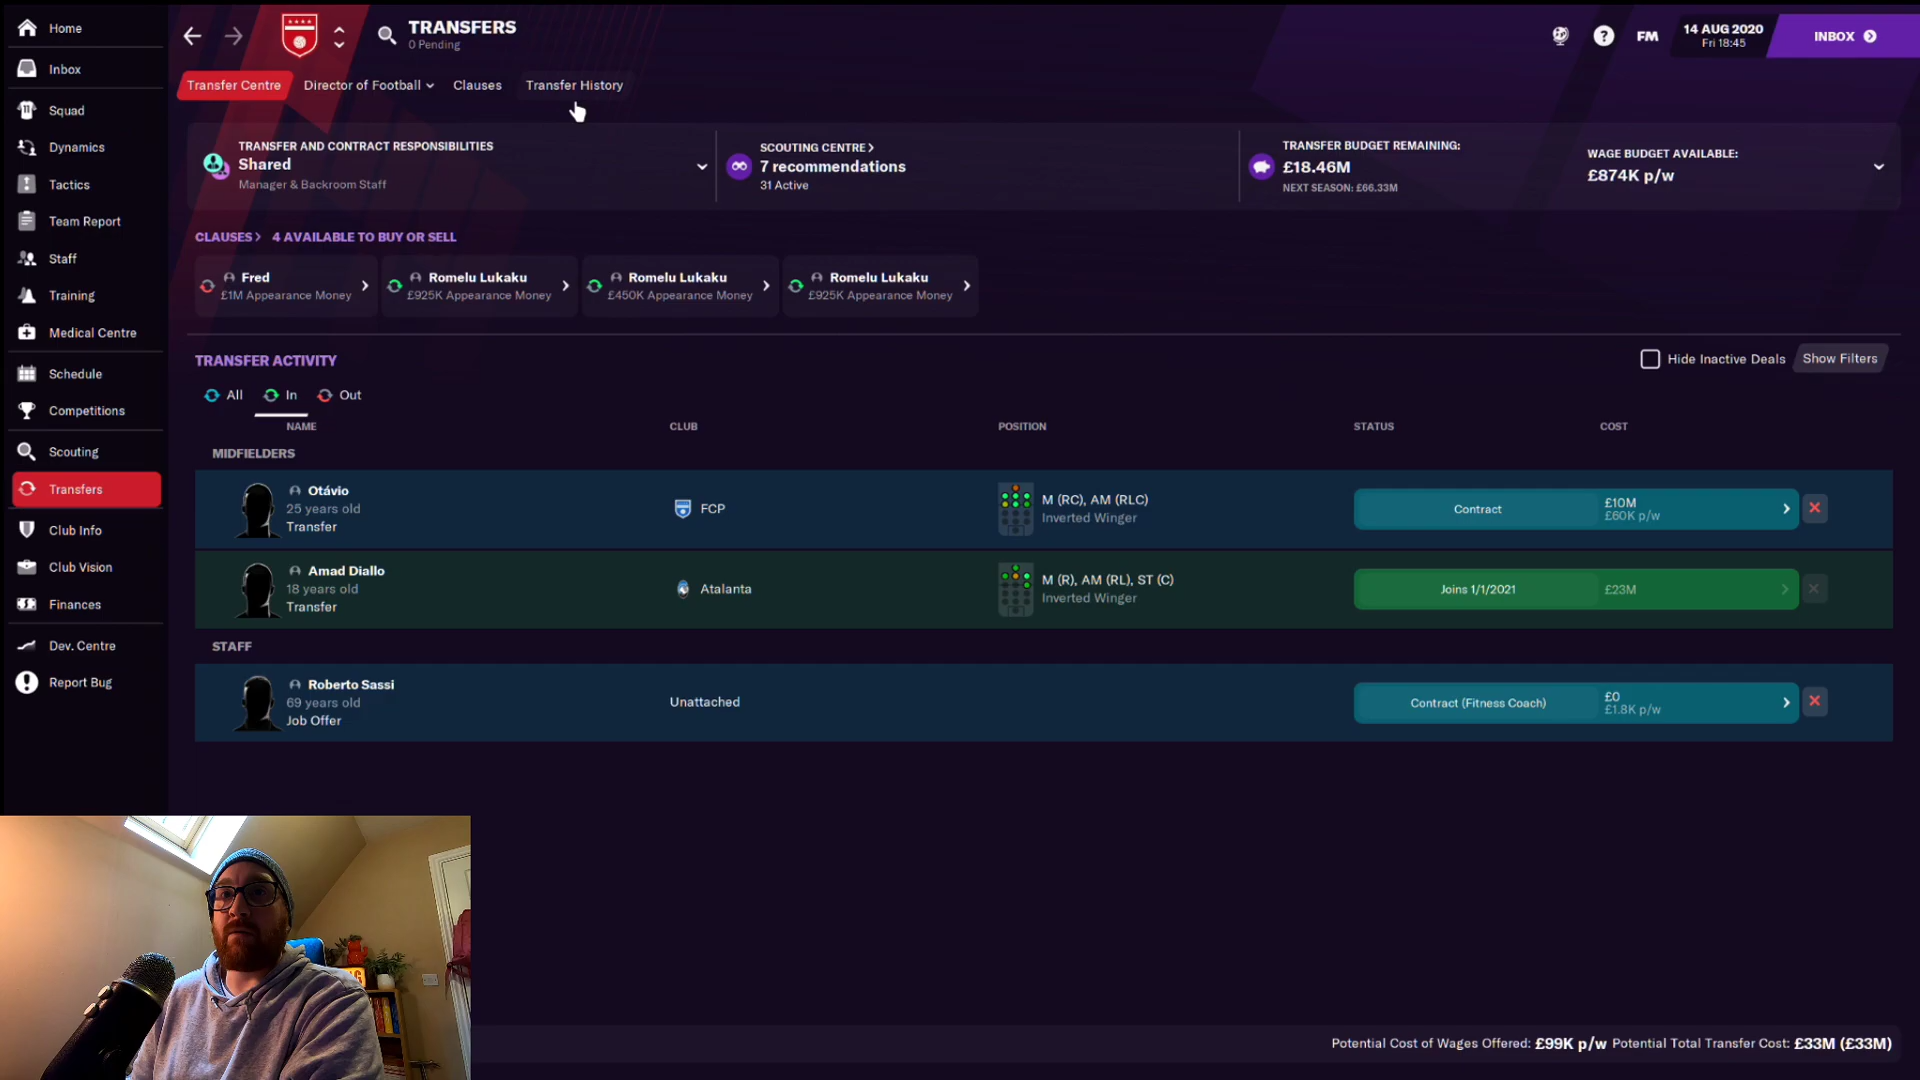 Home
TRANSFERS
0 Pending
FM
14 AUG 2020
Fri 18:45
INBOX
Inbox
Transfer Centre
Director of Football
Clauses
Transfer History
Squad
Dynamics
Tactics
Team Report
Staff
Training
Medical Centre
Schedule
Competitions
Scouting
Transfers
Club Info
Club Vision
Finances
Dev. Centre
Report Bug
TRANSFER AND CONTRACT RESPONSIBILITIES
Shared
Manager & Backroom Staff
SCOUTING CENTRE >
7 recommendations
31 Active
TRANSFER BUDGET REMAINING:
£18.46M
NEXT SEASON: £66.33M
WAGE BUDGET AVAILABLE:
£874K p/w
CLAUSES > 4 AVAILABLE TO BUY OR SELL
Fred
£1M Appearance Money
Romelu Lukaku
£925K Appearance Money
Romelu Lukaku
£450K Appearance Money
Romelu Lukaku
£925K Appearance Money
TRANSFER ACTIVITY
Hide Inactive Deals
Show Filters
All
In
Out
NAME CLUB POSITION STATUS COST
MIDFIELDERS
Otávio
25 years old
Transfer
FCP
M (RC), AM (RLC)
Inverted Winger
Contract
£10M
£60K p/w
Amad Diallo
18 years old
Transfer
Atalanta
M (R), AM (RL), ST (C)
Inverted Winger
Joins 1/1/2021
£23M
STAFF
Roberto Sassi
69 years old
Job Offer
Unattached
Contract (Fitness Coach)
£0
£1.8K p/w
Potential Cost of Wages Offered: £99K p/w Potential Total Transfer Cost: £33M (£33M)